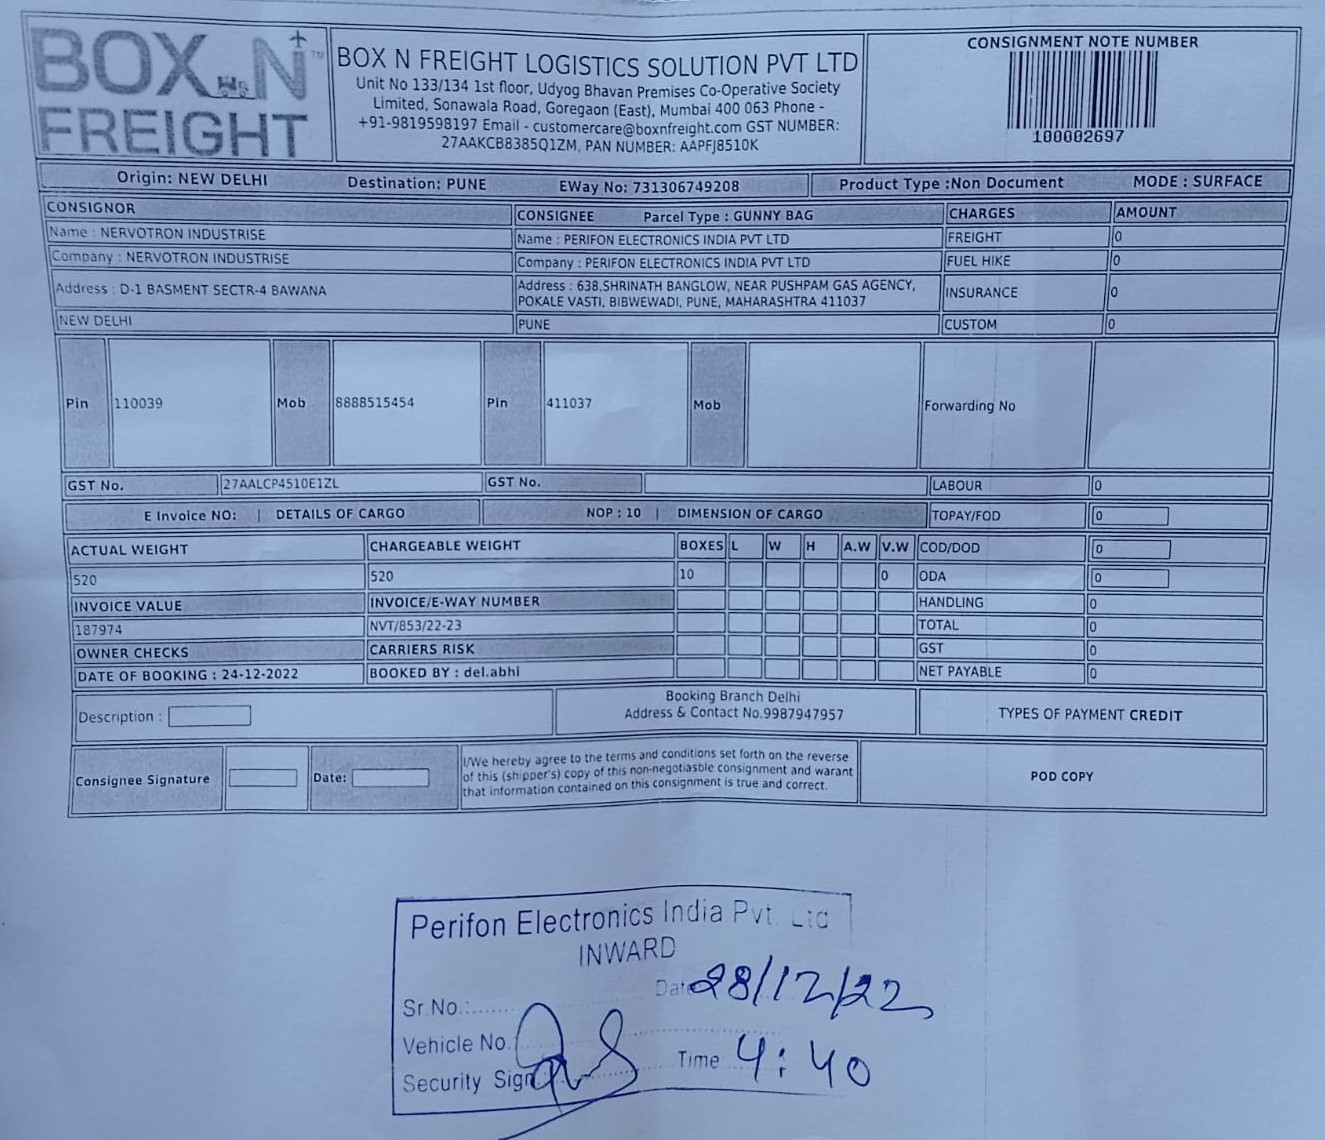 BOX N FREIGHT ™
BOX N FREIGHT LOGISTICS SOLUTION PVT LTD
Unit No 133/134 1st floor, Udyog Bhavan Premises Co-Operative Society
Limited, Sonawala Road, Goregaon (East), Mumbai 400 063 Phone -
+91-9819598197 Email - customercare@boxnfreight.com GST NUMBER:
27AAKCB8385Q1ZM, PAN NUMBER: AAPFJ8510K
CONSIGNMENT NOTE NUMBER
100002697
Origin: NEW DELHI Destination: PUNE EWay No: 731306749208 Product Type :Non Document MODE : SURFACE
CONSIGNOR CONSIGNEE Parcel Type : GUNNY BAG CHARGES AMOUNT
Name : NERVOTRON INDUSTRISE Name : PERIFON ELECTRONICS INDIA PVT LTD FREIGHT 0
Company : NERVOTRON INDUSTRISE Company : PERIFON ELECTRONICS INDIA PVT LTD FUEL HIKE 0
Address : D-1 BASMENT SECTR-4 BAWANA Address : 638,SHRINATH BANGLOW, NEAR PUSHPAM GAS AGENCY,
POKALE VASTI, BIBWEWADI, PUNE, MAHARASHTRA 411037 INSURANCE 0
NEW DELHI PUNE CUSTOM 0
Pin 110039 Mob 8888515454 Pin 411037 Mob Forwarding No
GST No. 27AALCP4510E1ZL GST No. LABOUR 0
E Invoice NO: | DETAILS OF CARGO NOP : 10 | DIMENSION OF CARGO TOPAY/FOD 0
ACTUAL WEIGHT CHARGEABLE WEIGHT BOXES L W H A.W V.W COD/DOD 0
520 520 10 0 ODA 0
INVOICE VALUE INVOICE/E-WAY NUMBER HANDLING 0
187974 NVT/853/22-23 TOTAL 0
OWNER CHECKS CARRIERS RISK GST 0
DATE OF BOOKING : 24-12-2022 BOOKED BY : del.abhi NET PAYABLE 0
Description : Booking Branch Delhi
Address & Contact No.9987947957 TYPES OF PAYMENT CREDIT
Consignee Signature Date: I/We hereby agree to the terms and conditions set forth on the reverse
of this (shipper's) copy of this non-negotiasble consignment and warant
that information contained on this consignment is true and correct.
POD COPY
Perifon Electronics India Pvt. Ltd
INWARD
Date 28/12/22
Sr.No.:
Vehicle No.
Security Sign Time 4:40